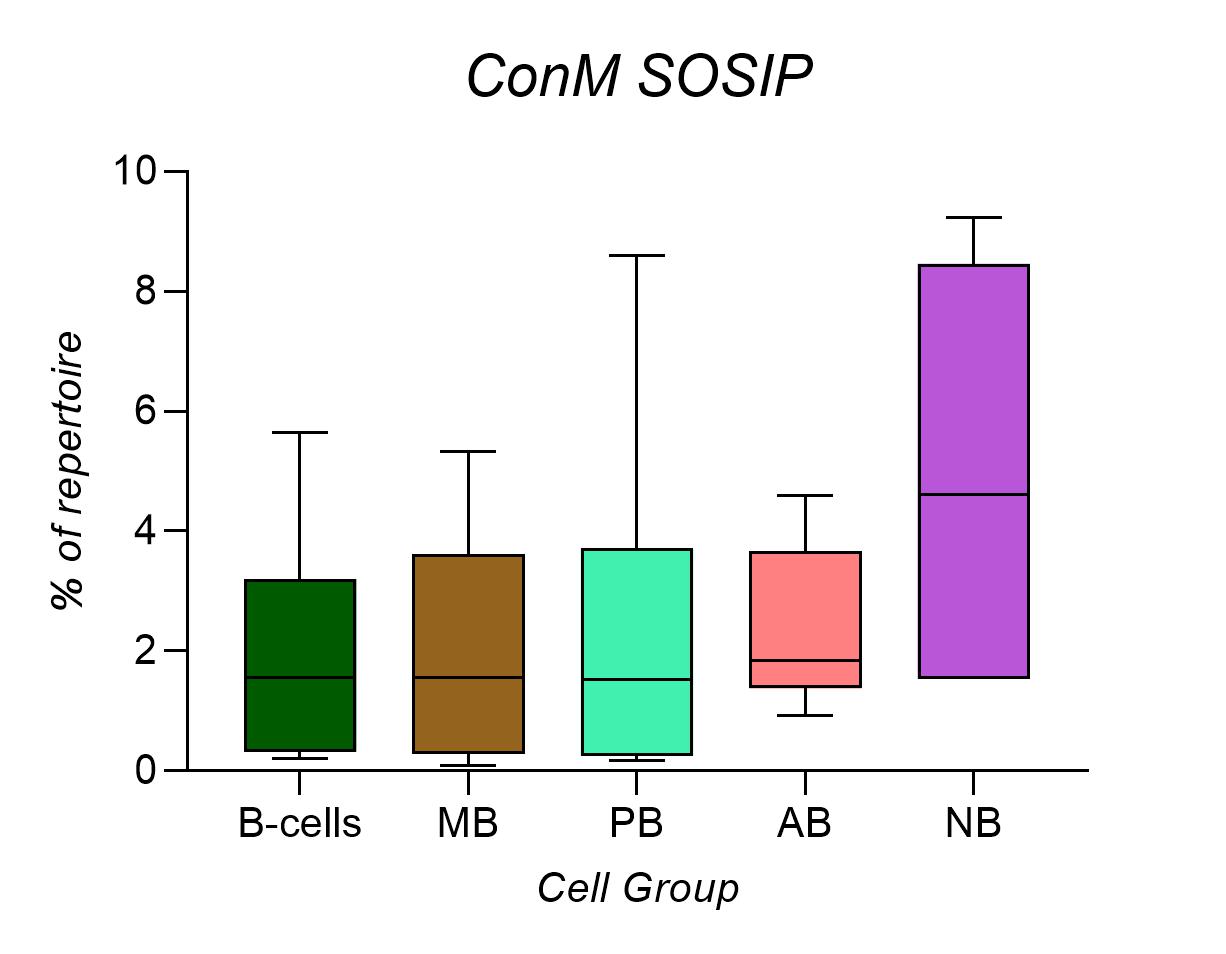 ConM SOSIP
% of repertoire
10
8
6
4
2
0
B-cells MB PB AB NB
Cell Group